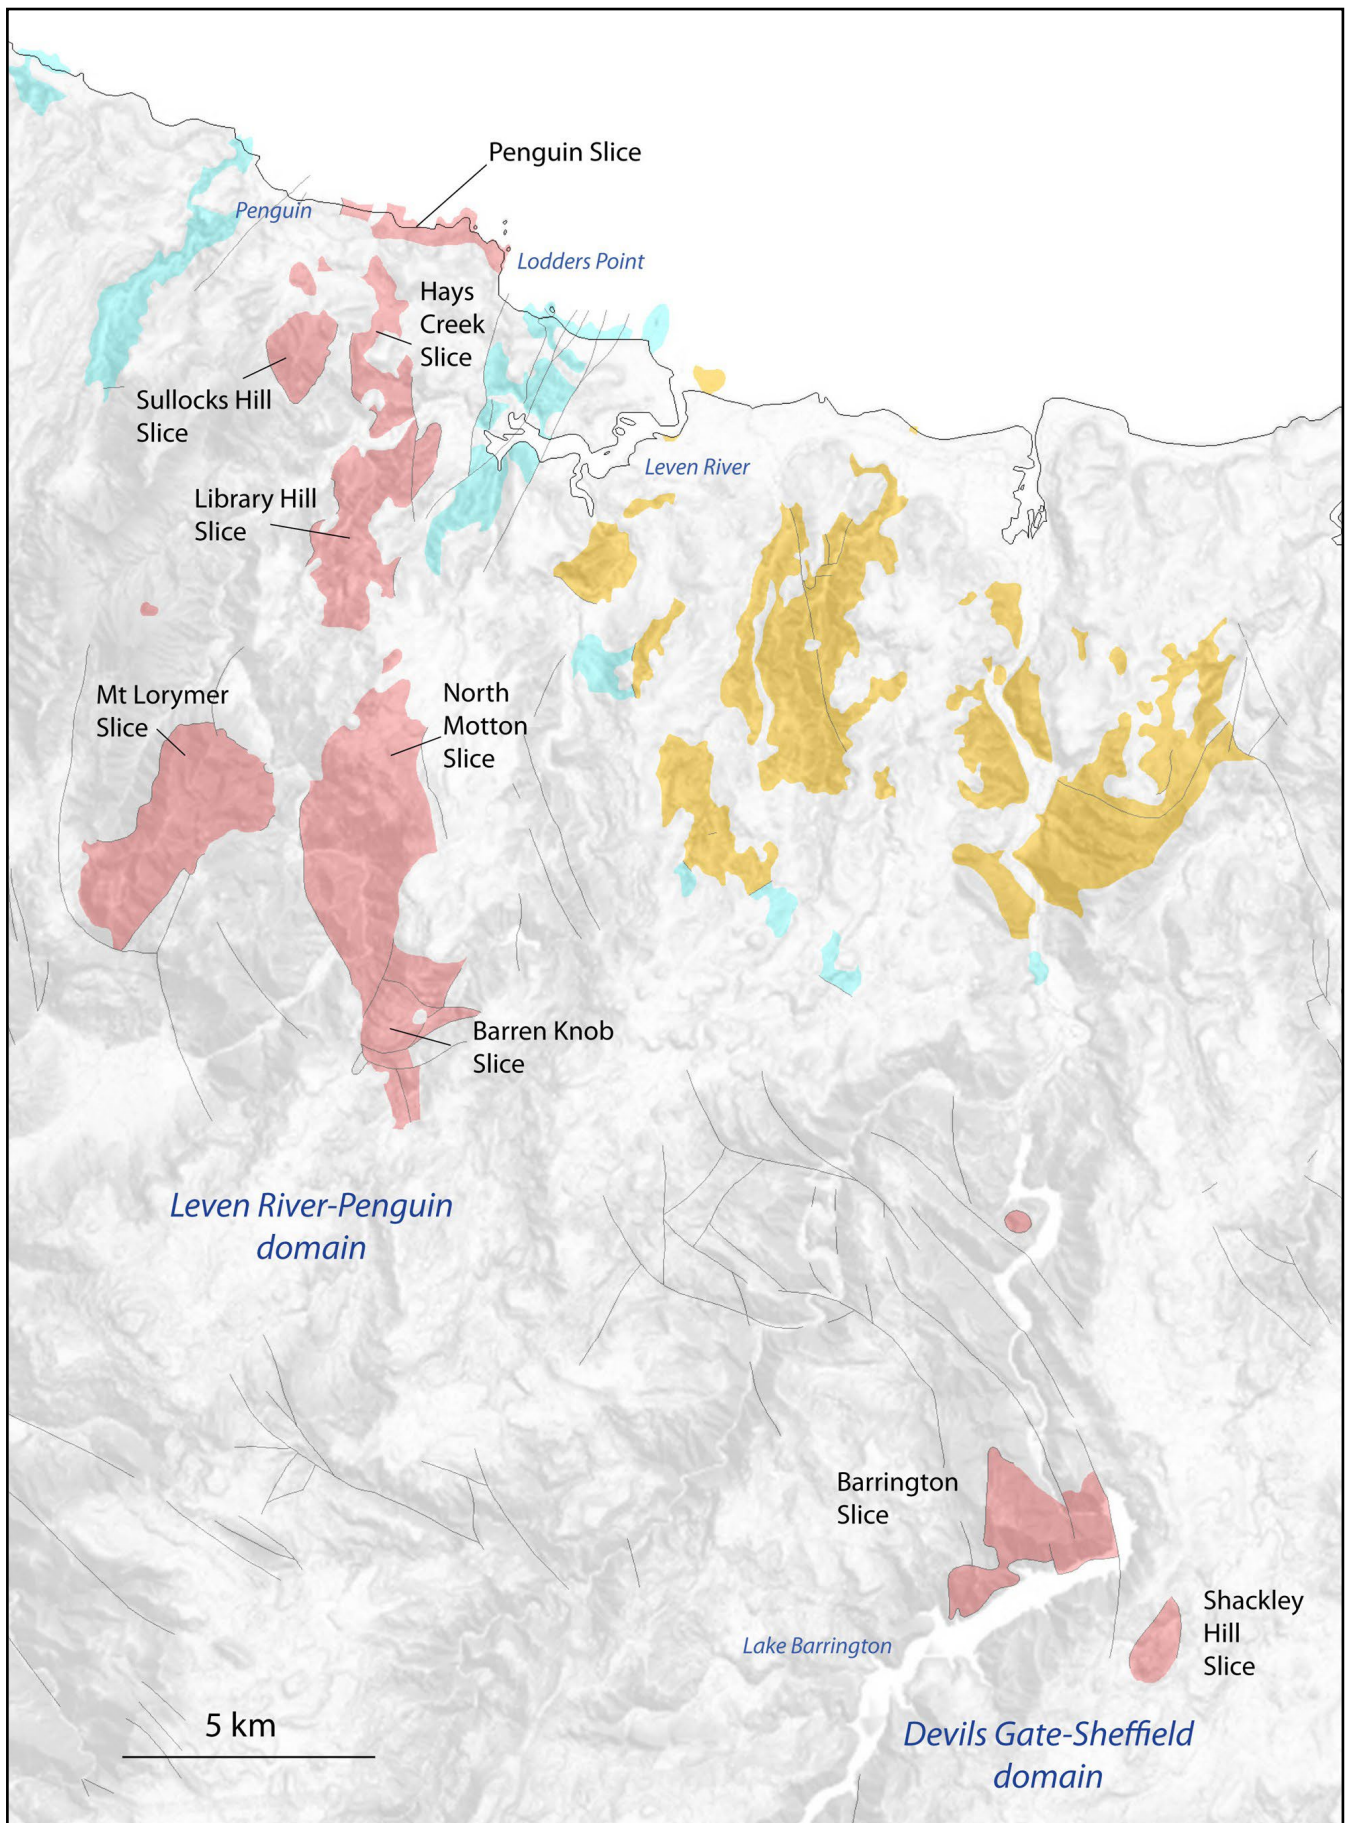 Penguin Slice
Penguin
Lodders Point
Hays
Creek
Slice
Sullocks Hill
Slice
Leven River
Library Hill
Slice
Mt Lorymer
Slice
North
Motton
Slice
Barren Knob
Slice
Leven River-Penguin
domain
Barrington
Slice
Shackley
Hill
Slice
Lake Barrington
5 km
Devils Gate-Sheffield
domain